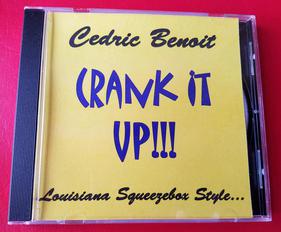 Cedric Benoit
CRANK iT
UP!!!
Louisiana Squeezebox Style...